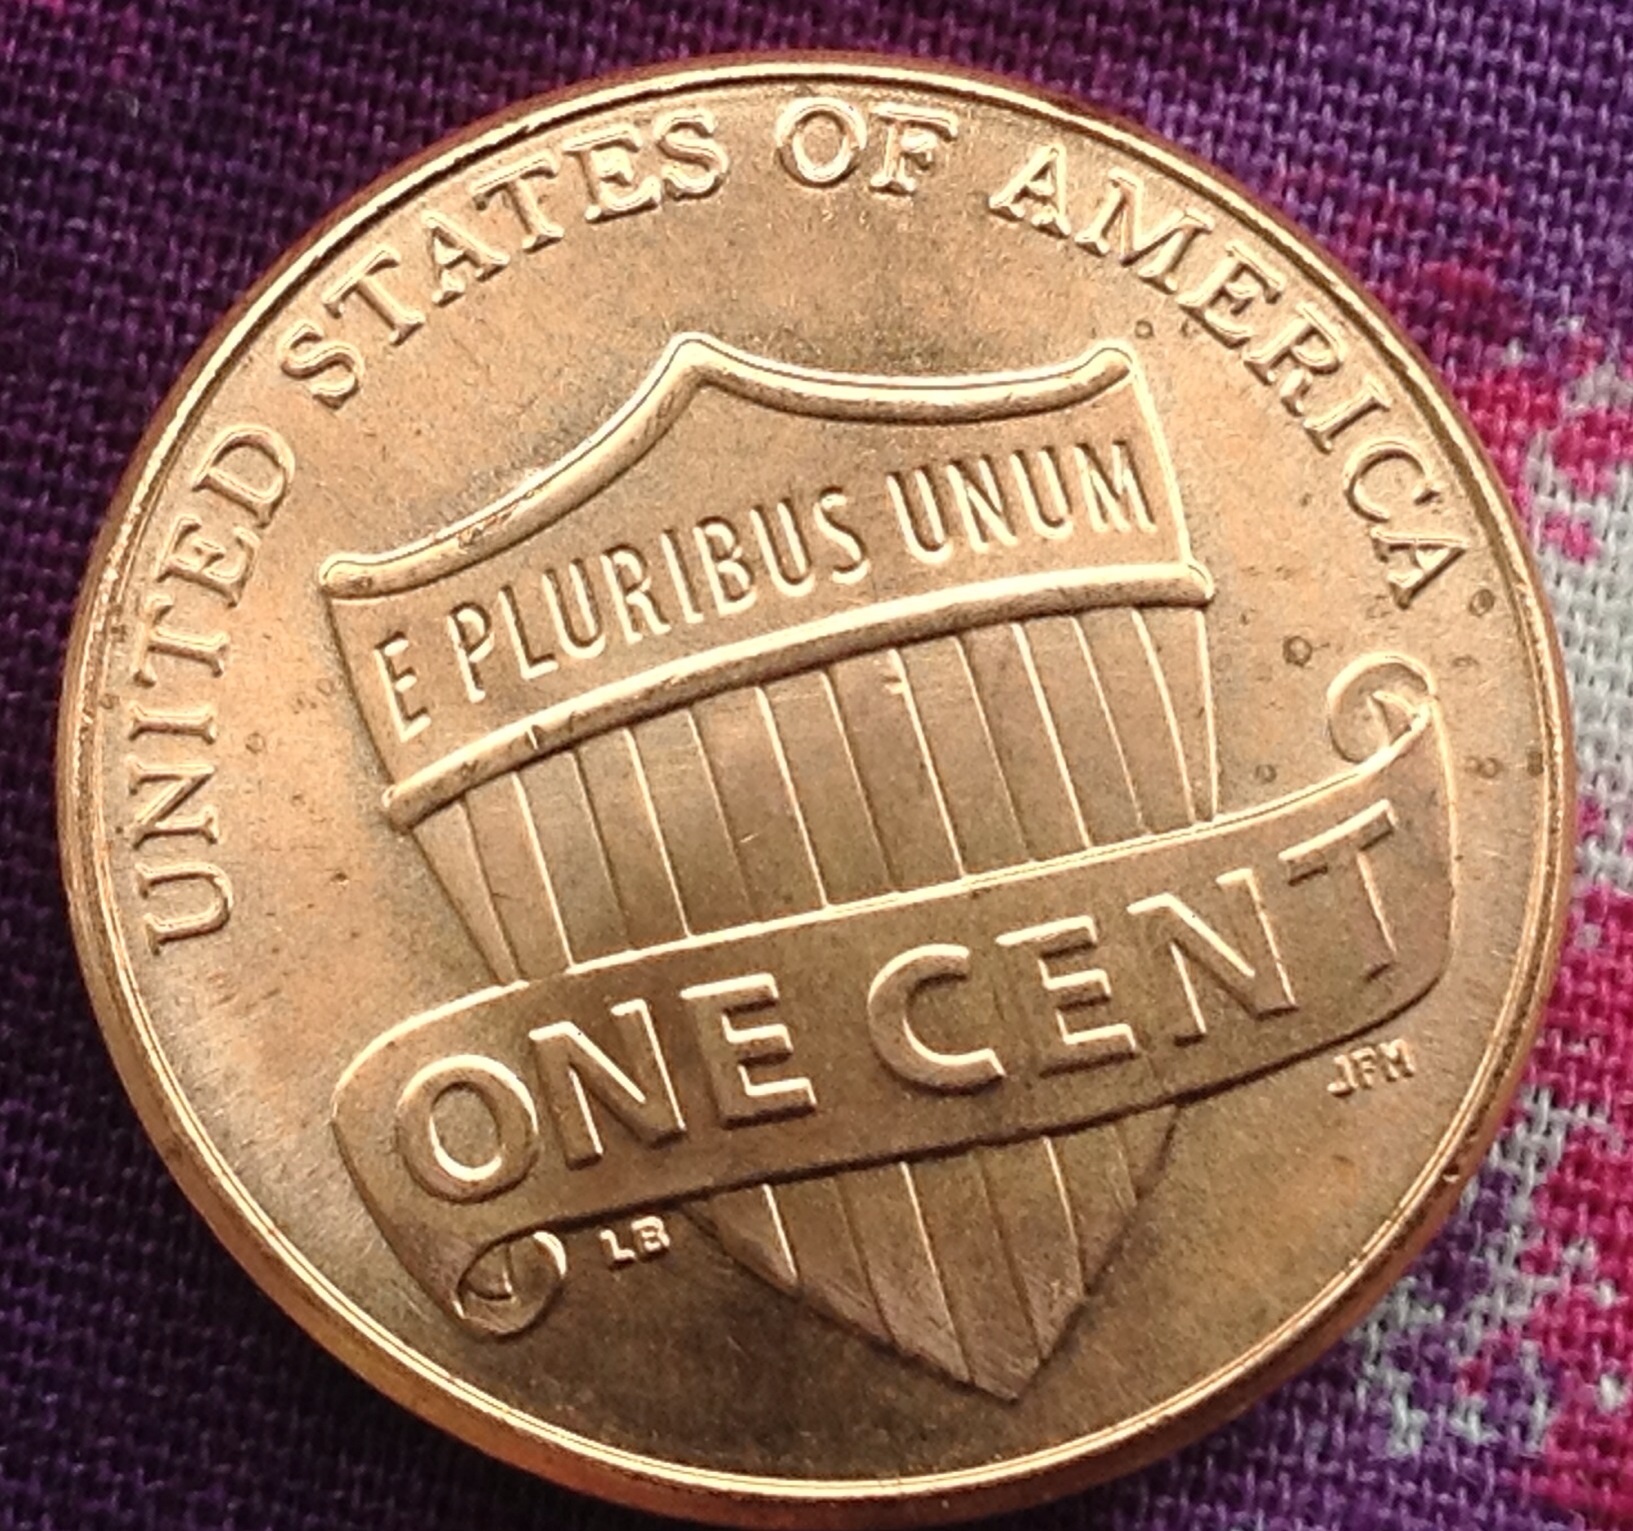 UNITED STATES OF AMERICA
E PLURIBUS UNUM
ONE CENT
LB
JFM